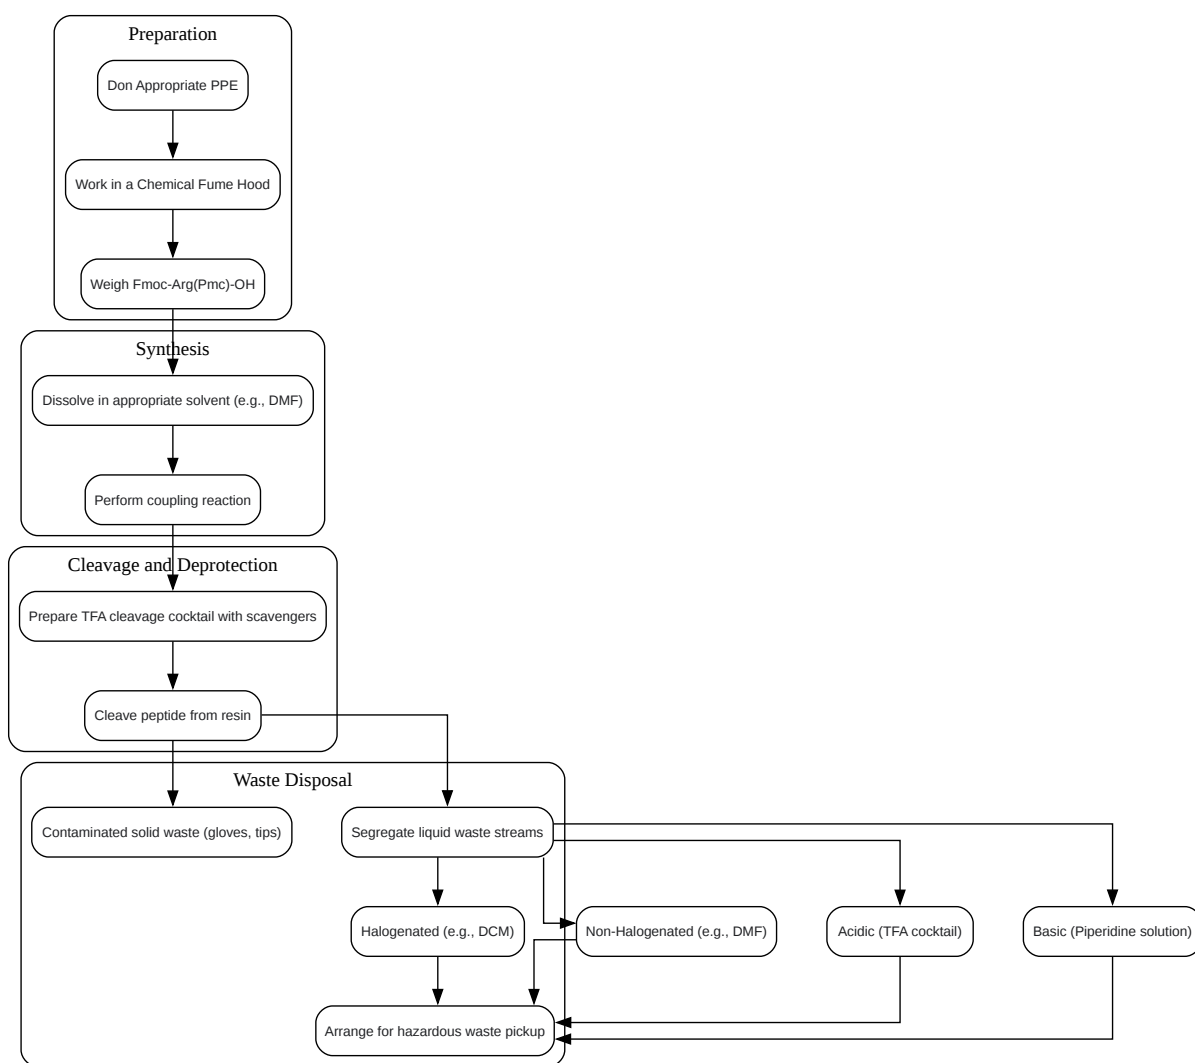 Preparation
Don Appropriate PPE
Work in a Chemical Fume Hood
Weigh Fmoc-Arg(Pmc)-OH
Synthesis
Dissolve in appropriate solvent (e.g., DMF)
Perform coupling reaction
Cleavage and Deprotection
Prepare TFA cleavage cocktail with scavengers
Cleave peptide from resin
Waste Disposal
Contaminated solid waste (gloves, tips)
Segregate liquid waste streams
Halogenated (e.g., DCM)
Non-Halogenated (e.g., DMF)
Acidic (TFA cocktail)
Basic (Piperidine solution)
Arrange for hazardous waste pickup